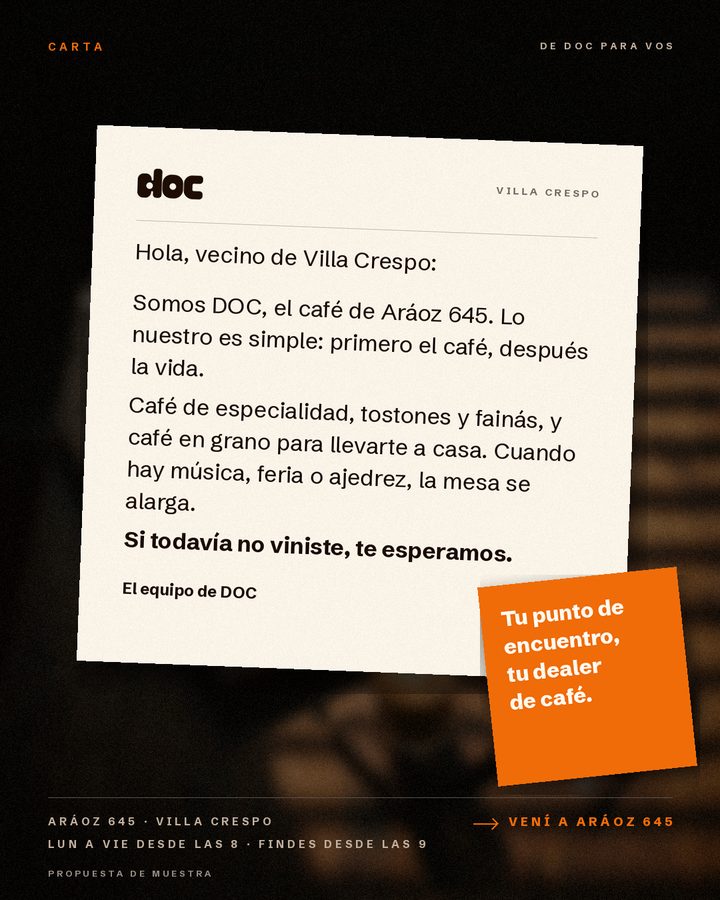 CARTA
DE DOC PARA VOS
doc
VILLA CRESPO
Hola, vecino de Villa Crespo:
Somos DOC, el café de Aráoz 645. Lo
nuestro es simple: primero el café, después
la vida.
Café de especialidad, tostones y fainás, y
café en grano para llevarte a casa. Cuando
hay música, feria o ajedrez, la mesa se
alarga.
Si todavía no viniste, te esperamos.
El equipo de DOC
Tu punto de
encuentro,
tu dealer
de café.
ARÁOZ 645 · VILLA CRESPO
LUN A VIE DESDE LAS 8 · FINDES DESDE LAS 9
→ VENÍ A ARÁOZ 645
PROPUESTA DE MUESTRA